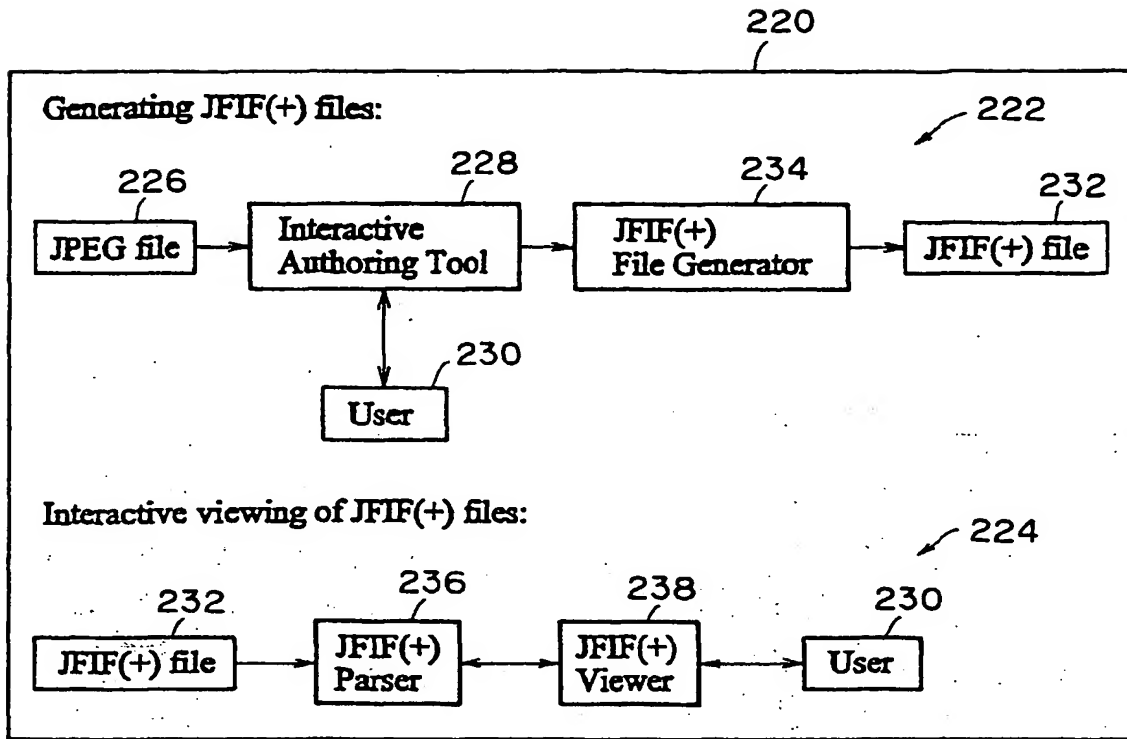 220
Generating JFIF(+) files:
222
226
228
234
232
JPEG file
Interactive
Authoring Tool
JFIF(+)
File Generator
JFIF(+) file
230
User
Interactive viewing of JFIF(+) files:
224
232
236
238
230
JFIF(+) file
JFIF(+)
Parser
JFIF(+)
Viewer
User